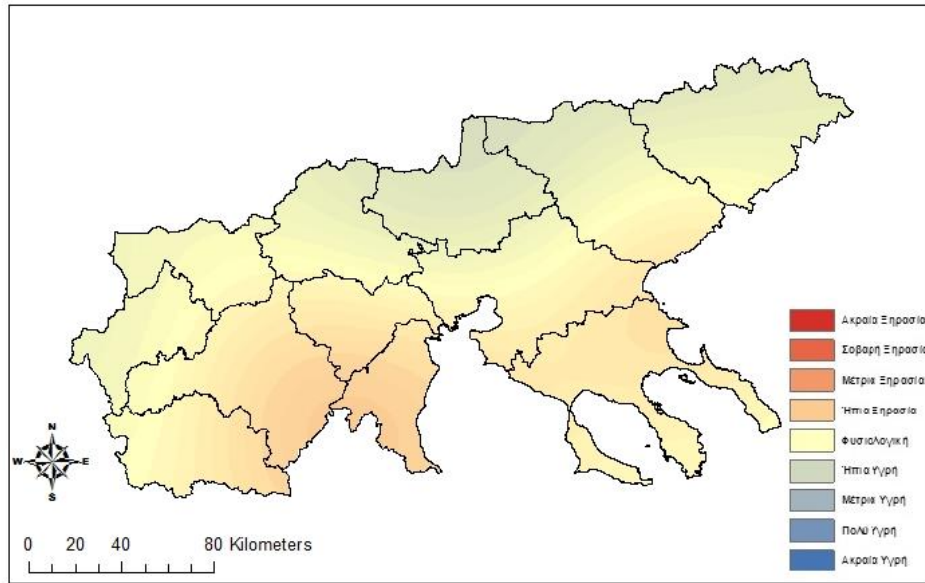 Ακραία Ξηρασία
Σοβαρή Ξηρασία
Μέτρια Ξηρασία
Ήπια Ξηρασία
Φυσιολογική
Ήπια Υγρή
Μέτρια Υγρή
Πολύ Υγρή
Ακραία Υγρή
N
W E
S
0 20 40 80 Kilometers